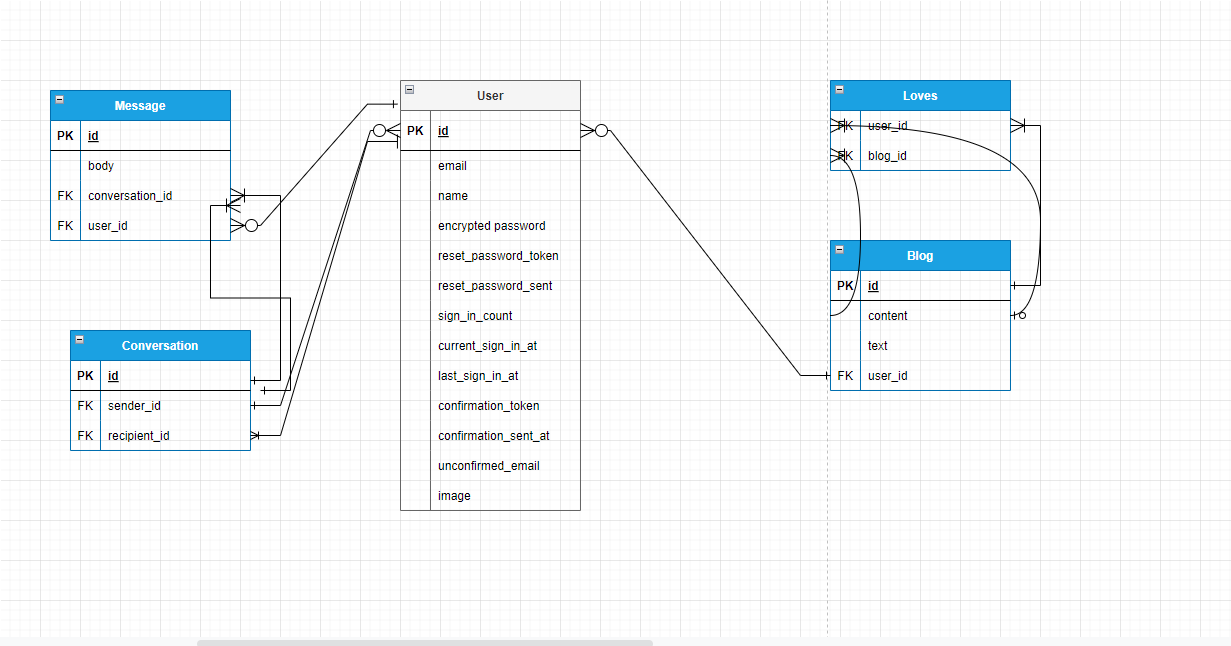 Message
PK id
body
FK conversation_id
FK user_id
Conversation
PK id
FK sender_id
FK recipient_id
User
PK id
email
name
encrypted password
reset_password_token
reset_password_sent
sign_in_count
current_sign_in_at
last_sign_in_at
confirmation_token
confirmation_sent_at
unconfirmed_email
image
Loves
FK user_id
FK blog_id
Blog
PK id
content
text
FK user_id